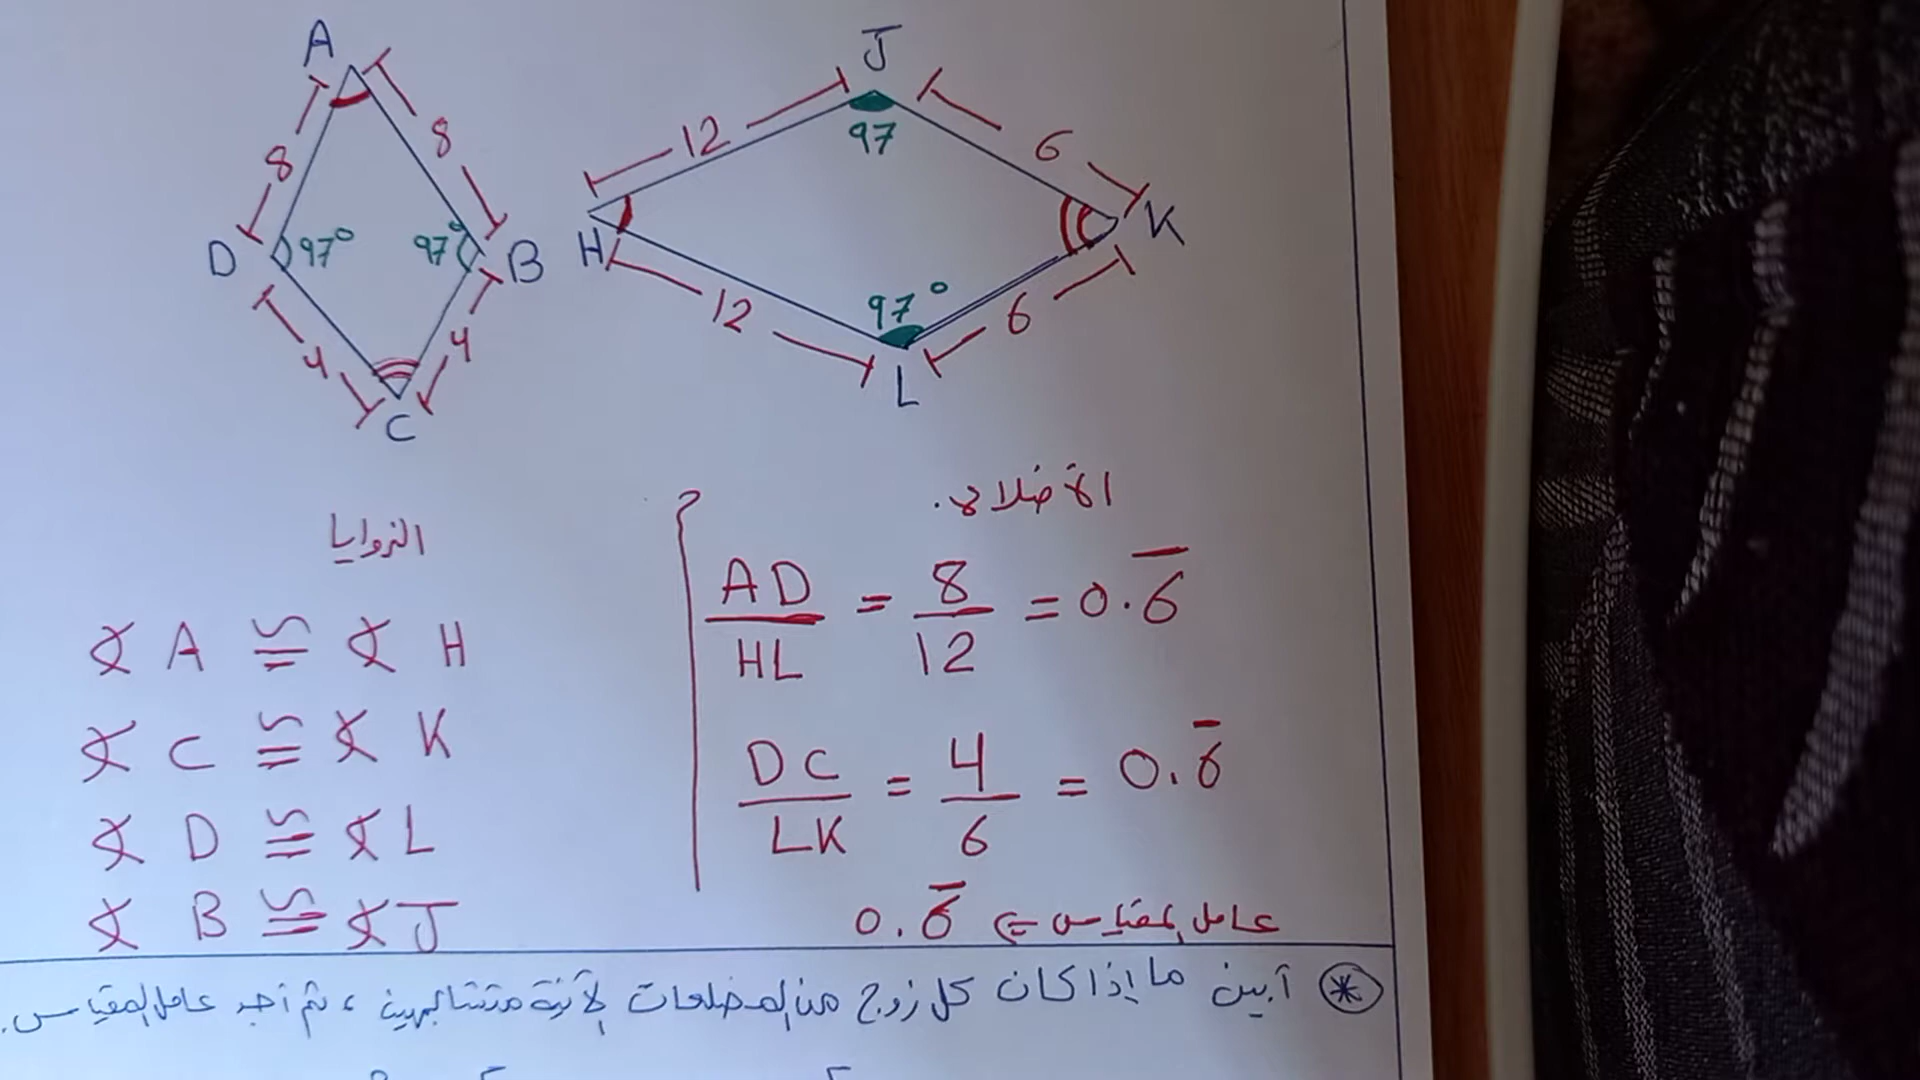 A
8
8
D
97°
97°
B
4
4
C
J
12
97
6
H
K
12
97°
6
L
الزوايا
∢ A ≅ ∢ H
∢ C ≅ ∢ K
∢ D ≅ ∢ L
∢ B ≅ ∢ J
الأضلاع.
AD/HL = 8/12 = 0.6̅
DC/LK = 4/6 = 0.6̅
عامل المقياس ⇐ 0.6̅
* أبين ما إذا كان كل زوج من المضلعات الآتية متشابهين ، ثم أجد عامل المقياس.